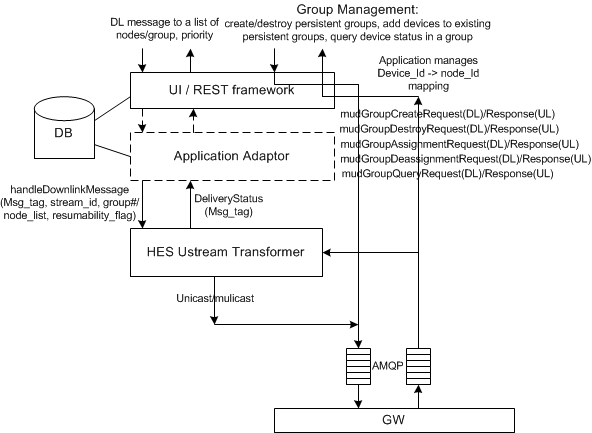 Group Management:
DL message to a list of
nodes/group, priority
create/destroy persistent groups, add devices to existing
persistent groups, query device status in a group
Application manages
Device_Id -> node_Id
mapping
UI / REST framework
DB
mudGroupCreateRequest(DL)/Response(UL)
mudGroupDestroyRequest(DL)/Response(UL)
mudGroupAssignmentRequest(DL)/Response(UL)
mudGroupDeassignmentRequest(DL)/Response(UL)
mudGroupQueryRequest(DL)/Response(UL)
Application Adaptor
handleDownlinkMessage
(Msg_tag, stream_id, group#/
node_list, resumability_flag)
DeliveryStatus
(Msg_tag)
HES Ustream Transformer
Unicast/mulicast
AMQP
GW